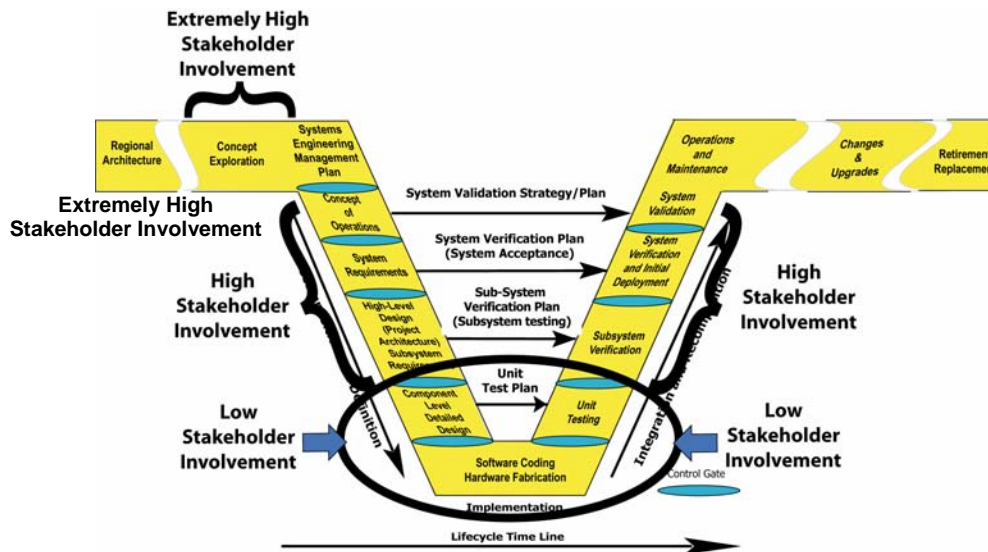 Extremely High
Stakeholder
Involvement
Regional
Architecture
Concept
Exploration
Systems
Engineering
Management
Plan
Operations
and
Maintenance
Changes
&
Upgrades
Retirement
Replacement
Extremely High
Stakeholder Involvement
Concept
of
Operations
System Validation Strategy/Plan
System
Validation
System
Requirements
System Verification Plan
(System Acceptance)
System
Verification
and Initial
Deployment
High
Stakeholder
Involvement
High-Level
Design
(Project
Architecture)
Subsystem
Sub-System
Verification Plan
(Subsystem testing)
Subsystem
Verification
High
Stakeholder
Involvement
Component
Level
Detailed
Design
Unit
Test Plan
Unit
Testing
Definition
Integration and
Low
Stakeholder
Involvement
Low
Stakeholder
Involvement
Software Coding
Hardware Fabrication
Control Gate
Implementation
Lifecycle Time Line